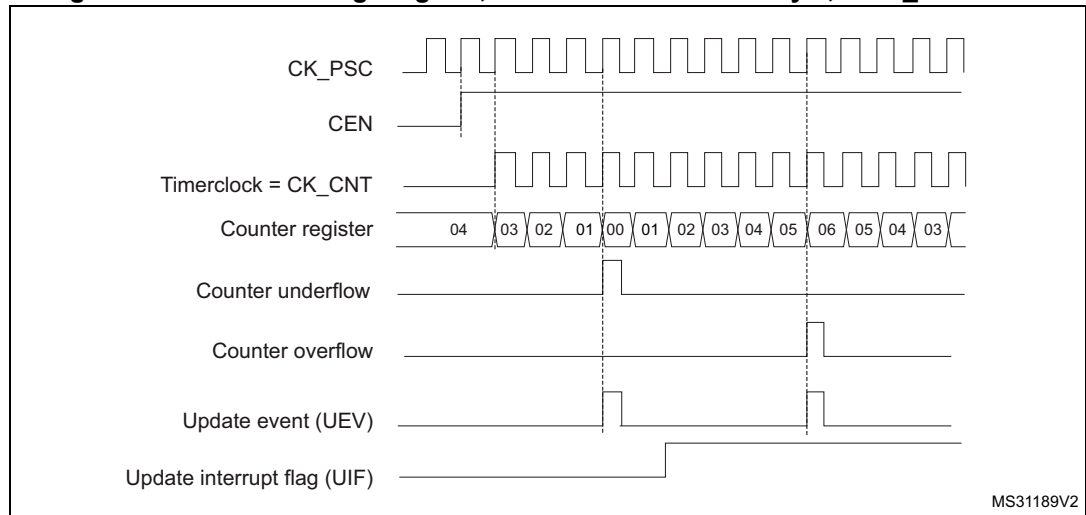 CK_PSC
CEN
Timerclock = CK_CNT
Counter register 04 03 02 01 00 01 02 03 04 05 06 05 04 03
Counter underflow
Counter overflow
Update event (UEV)
Update interrupt flag (UIF)
MS31189V2